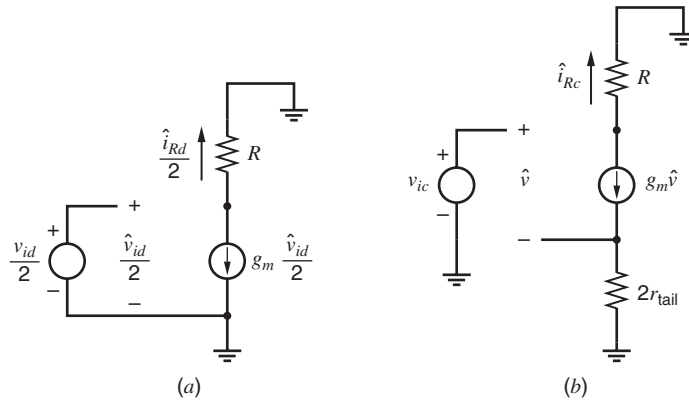 î_Rd / 2
R
v_id / 2
+
−
+
v̂_id / 2
−
g_m v̂_id / 2
(a)
î_Rc
R
v_ic
+
−
+
v̂
−
g_m v̂
2r_tail
(b)